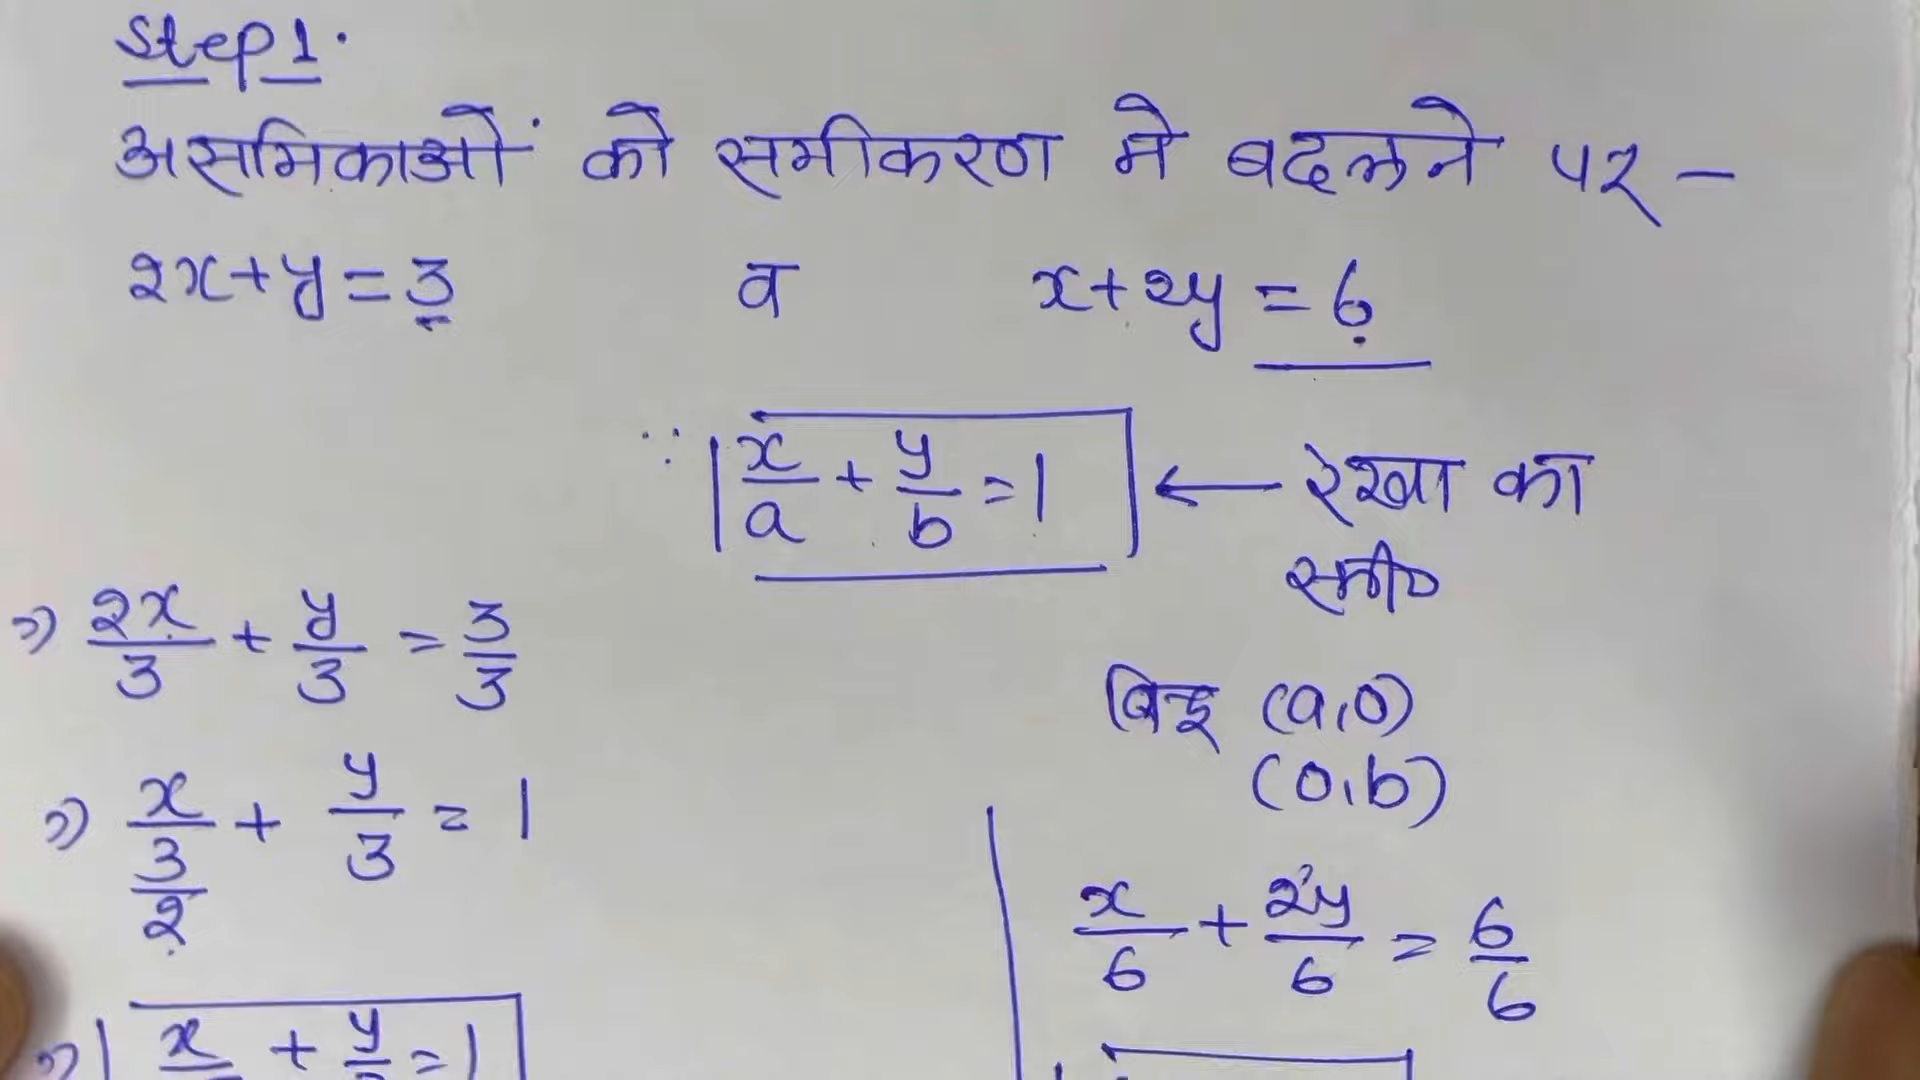 Step 1.
असमिकाओं को समीकरण मे बदलने पर –
2x+y=3 व x+2y=6
∵ x/a + y/b = 1 ← रेखा का
समी०
⇒ 2x/3 + y/3 = 3/3
बिन्दु (a,0)
(0,b)
⇒ x/(3/2) + y/3 = 1
x/6 + 2y/6 = 6/6
⇒ x + y = 1